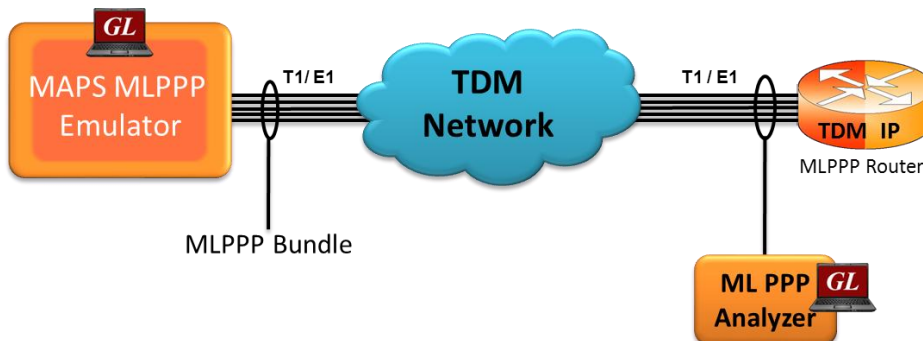 GL
MAPS MLPPP
Emulator
T1/ E1
MLPPP Bundle
TDM
Network
T1 / E1
TDM IP
MLPPP Router
ML PPP
Analyzer
GL